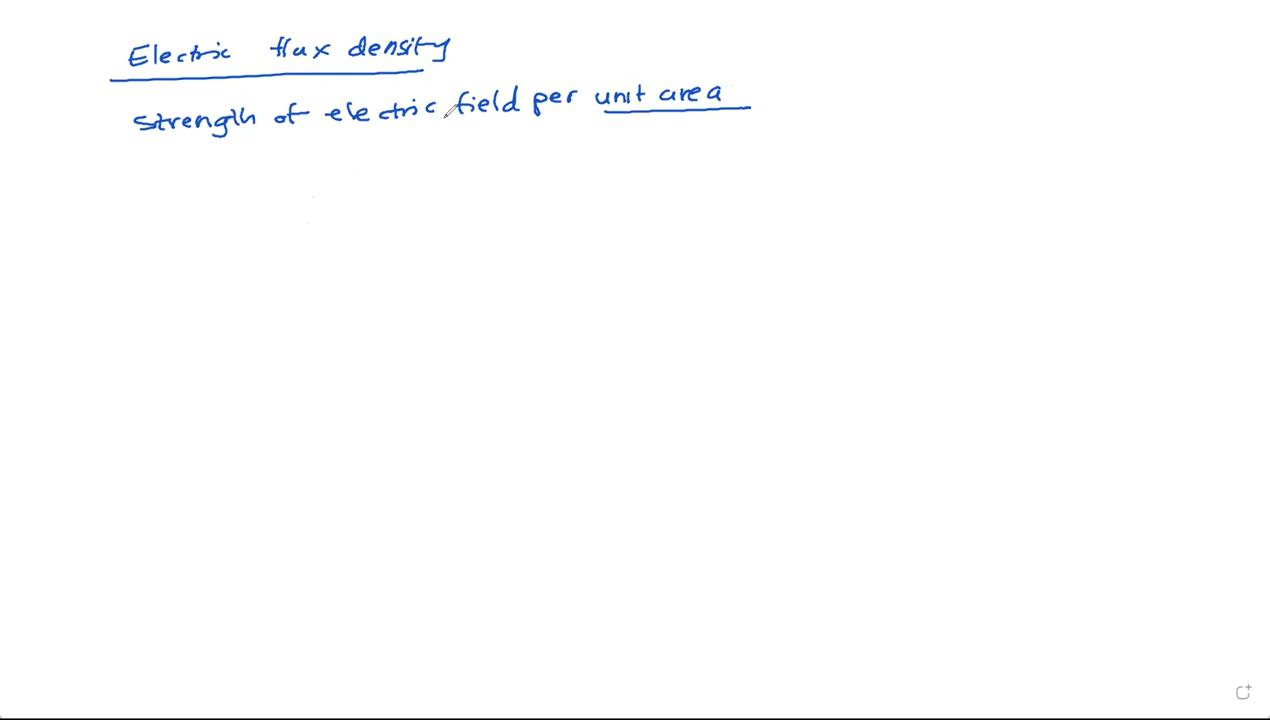 Electric flux density
strength of electric field per unit area